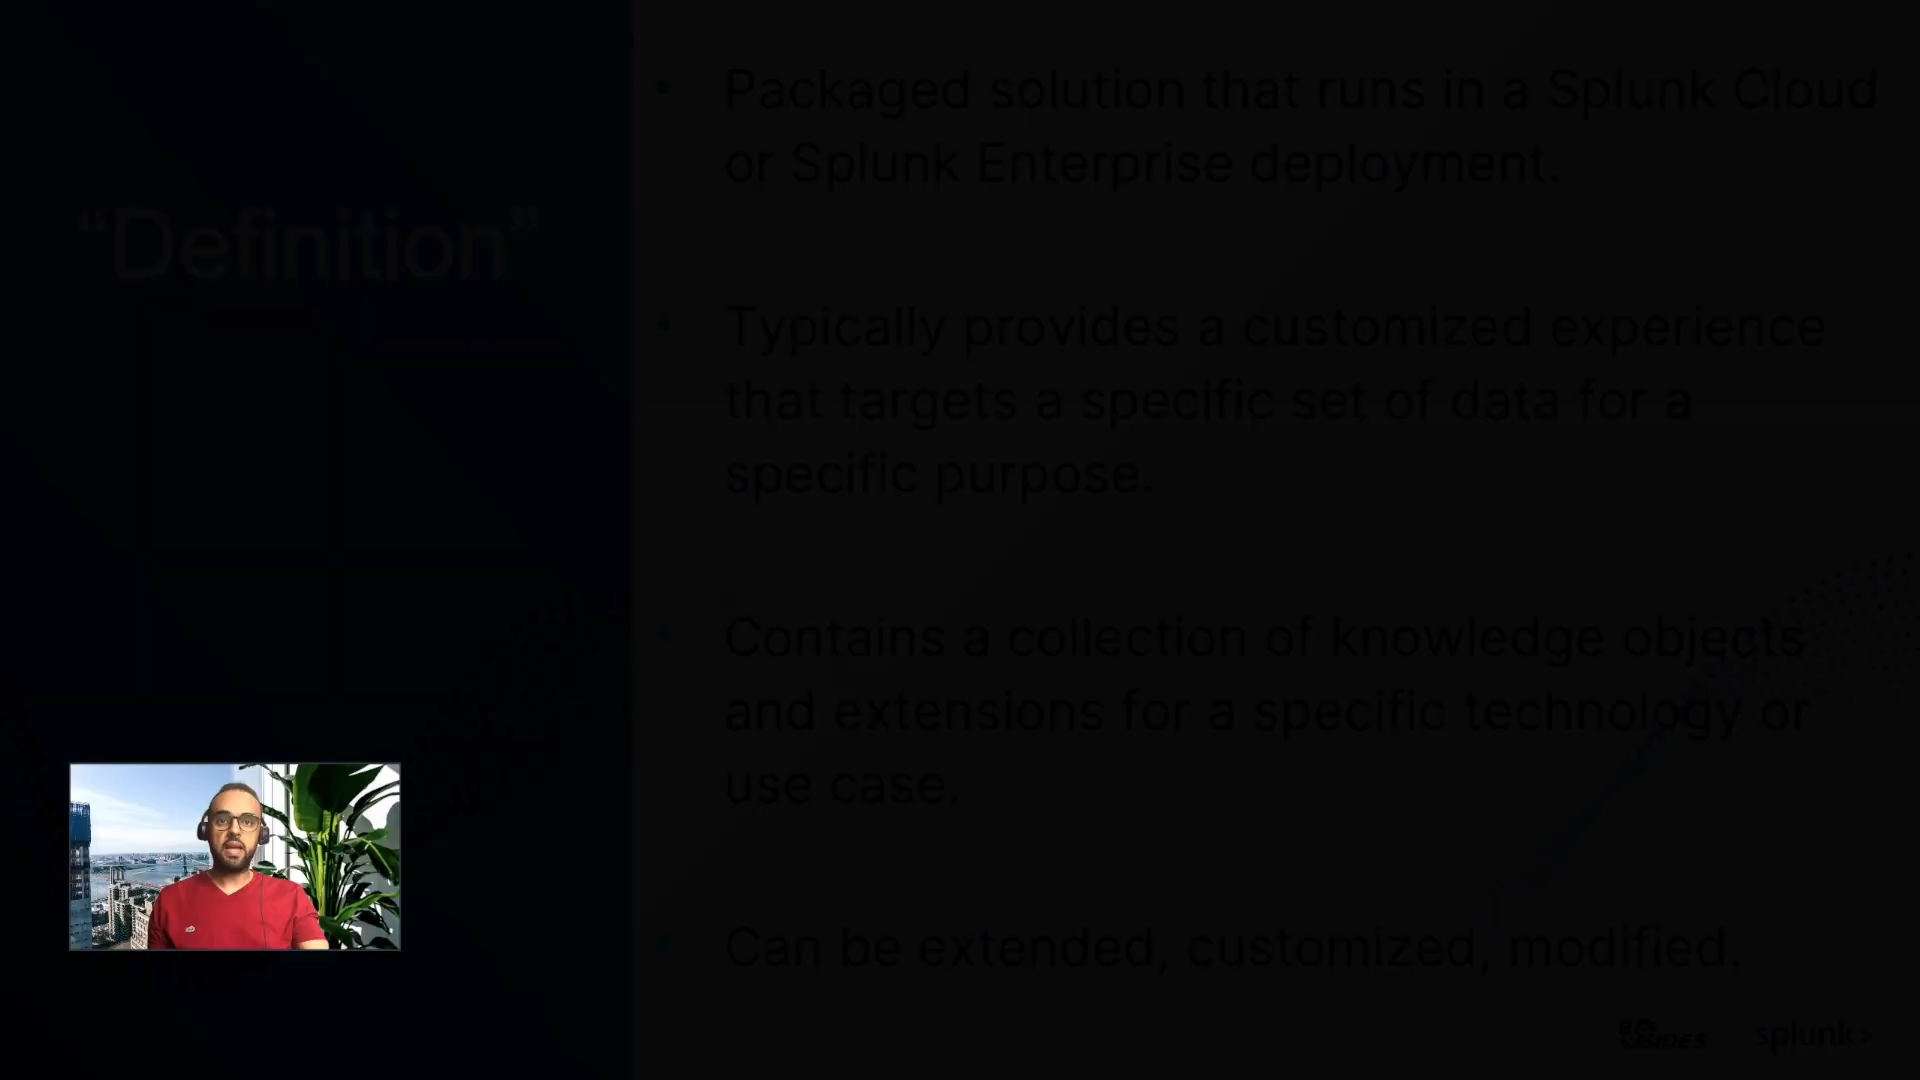 “Definition”
Packaged solution that runs in a Splunk Cloud
or Splunk Enterprise deployment.
Typically provides a customized experience
that targets a specific set of data for a
specific purpose.
Contains a collection of knowledge objects
and extensions for a specific technology or
use case.
Can be extended, customized, modified.
BSIDES
splunk>